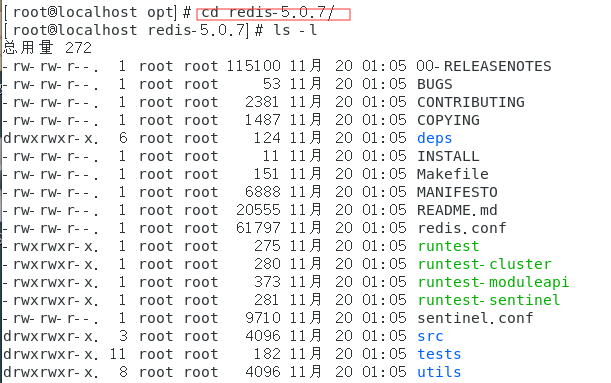 [root@localhost opt]# cd redis-5.0.7/
[root@localhost redis-5.0.7]# ls -l
总用量 272
-rw-rw-r--. 1 root root 115100 11月 20 01:05 00-RELEASENOTES
-rw-rw-r--. 1 root root 53 11月 20 01:05 BUGS
-rw-rw-r--. 1 root root 2381 11月 20 01:05 CONTRIBUTING
-rw-rw-r--. 1 root root 1487 11月 20 01:05 COPYING
drwxrwxr-x. 6 root root 124 11月 20 01:05 deps
-rw-rw-r--. 1 root root 11 11月 20 01:05 INSTALL
-rw-rw-r--. 1 root root 151 11月 20 01:05 Makefile
-rw-rw-r--. 1 root root 6888 11月 20 01:05 MANIFESTO
-rw-rw-r--. 1 root root 20555 11月 20 01:05 README.md
-rw-rw-r--. 1 root root 61797 11月 20 01:05 redis.conf
-rwxrwxr-x. 1 root root 275 11月 20 01:05 runtest
-rwxrwxr-x. 1 root root 280 11月 20 01:05 runtest-cluster
-rwxrwxr-x. 1 root root 373 11月 20 01:05 runtest-moduleapi
-rwxrwxr-x. 1 root root 281 11月 20 01:05 runtest-sentinel
-rw-rw-r--. 1 root root 9710 11月 20 01:05 sentinel.conf
drwxrwxr-x. 3 root root 4096 11月 20 01:05 src
drwxrwxr-x. 11 root root 182 11月 20 01:05 tests
drwxrwxr-x. 8 root root 4096 11月 20 01:05 utils